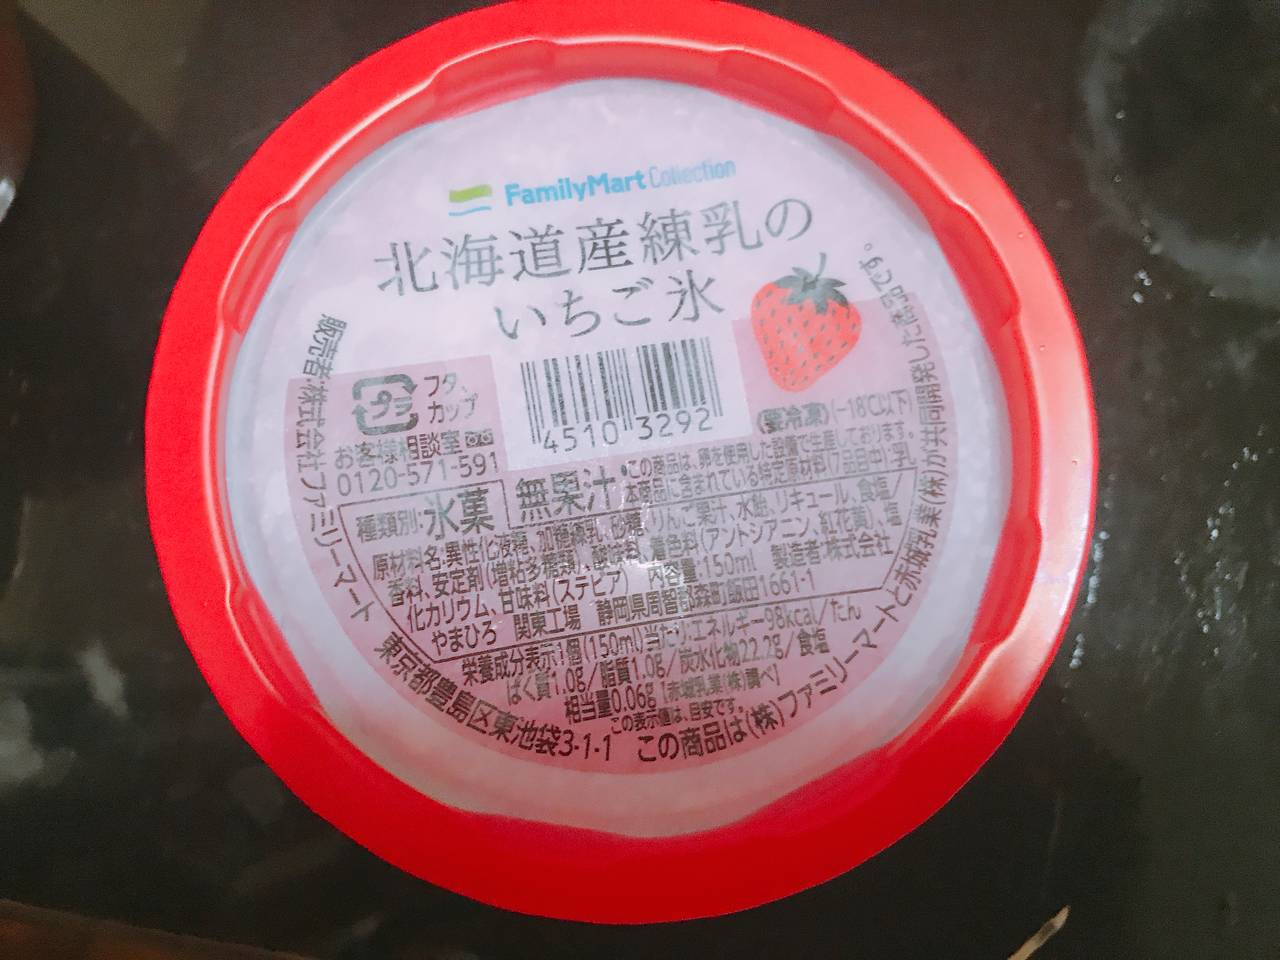 FamilyMart Collection
北海道産練乳の
いちご氷
フタ、
カップ
プラ
お客様相談室
0120-571-591
4510 3292
(要冷凍)(-18℃以下)
この商品は、卵を使用した設備で生産しております。
本商品に含まれている特定原材料(7品目中):乳
種類別:氷菓 無果汁
原材料名:異性化液糖、加糖練乳、砂糖、りんご果汁、水飴、リキュール、食塩/
香料、安定剤(増粘多糖類)、酸味料、着色料(アントシアニン、紅花黄)、塩
化カリウム、甘味料(ステビア) 内容量:150ml 製造者:株式会社
やまひろ 関東工場 静岡県周智郡森町飯田1661-1
栄養成分表示1個(150ml)当たり:エネルギー98kcal/たん
ぱく質1.0g/脂質1.0g/炭水化物22.2g/食塩
相当量0.06g [赤城乳業(株)調べ]
この表示値は、目安です。
販売者:株式会社ファミリーマート 東京都豊島区東池袋3-1-1 この商品は(株)ファミリーマートと赤城乳業(株)が共同開発した商品です。